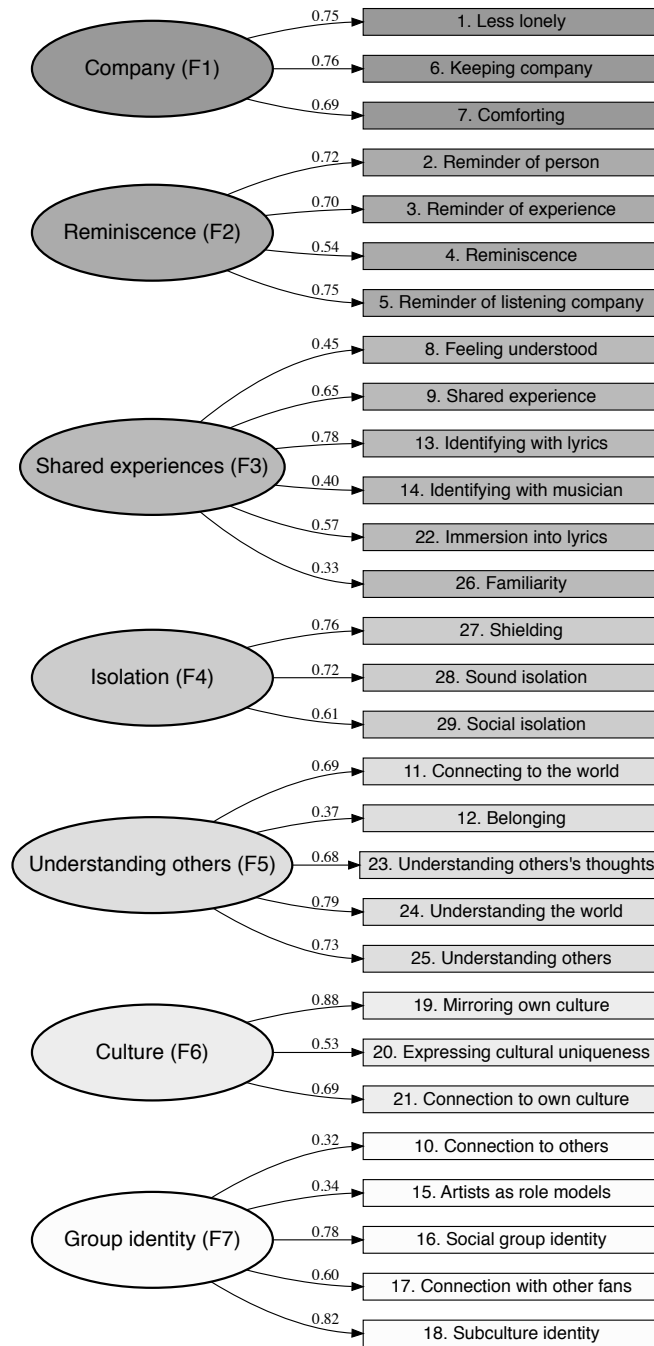 0.75
1. Less lonely
Company (F1)
0.76
6. Keeping company
0.69
7. Comforting
0.72
2. Reminder of person
0.70
3. Reminder of experience
Reminiscence (F2)
0.54
4. Reminiscence
0.75
5. Reminder of listening company
0.45
8. Feeling understood
0.65
9. Shared experience
0.78
13. Identifying with lyrics
Shared experiences (F3)
0.40
14. Identifying with musician
0.57
22. Immersion into lyrics
0.33
26. Familiarity
0.76
27. Shielding
Isolation (F4)
0.72
28. Sound isolation
0.61
29. Social isolation
0.69
11. Connecting to the world
0.37
12. Belonging
Understanding others (F5)
0.68
23. Understanding others's thoughts
0.79
24. Understanding the world
0.73
25. Understanding others
0.88
19. Mirroring own culture
Culture (F6)
0.53
20. Expressing cultural uniqueness
0.69
21. Connection to own culture
0.32
10. Connection to others
0.34
15. Artists as role models
Group identity (F7)
0.78
16. Social group identity
0.60
17. Connection with other fans
0.82
18. Subculture identity